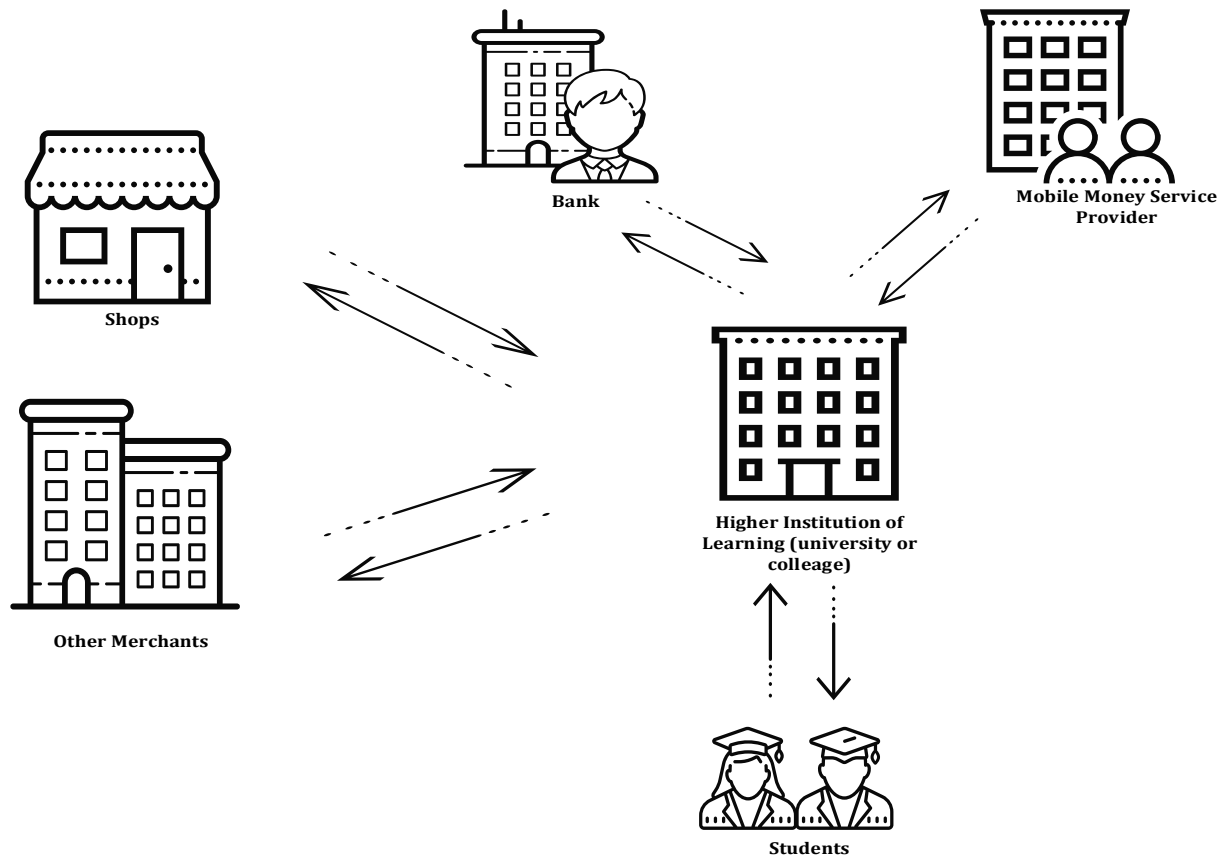 Bank
Mobile Money Service
Provider
Shops
Higher Institution of
Learning (university or
colleage)
Other Merchants
Students